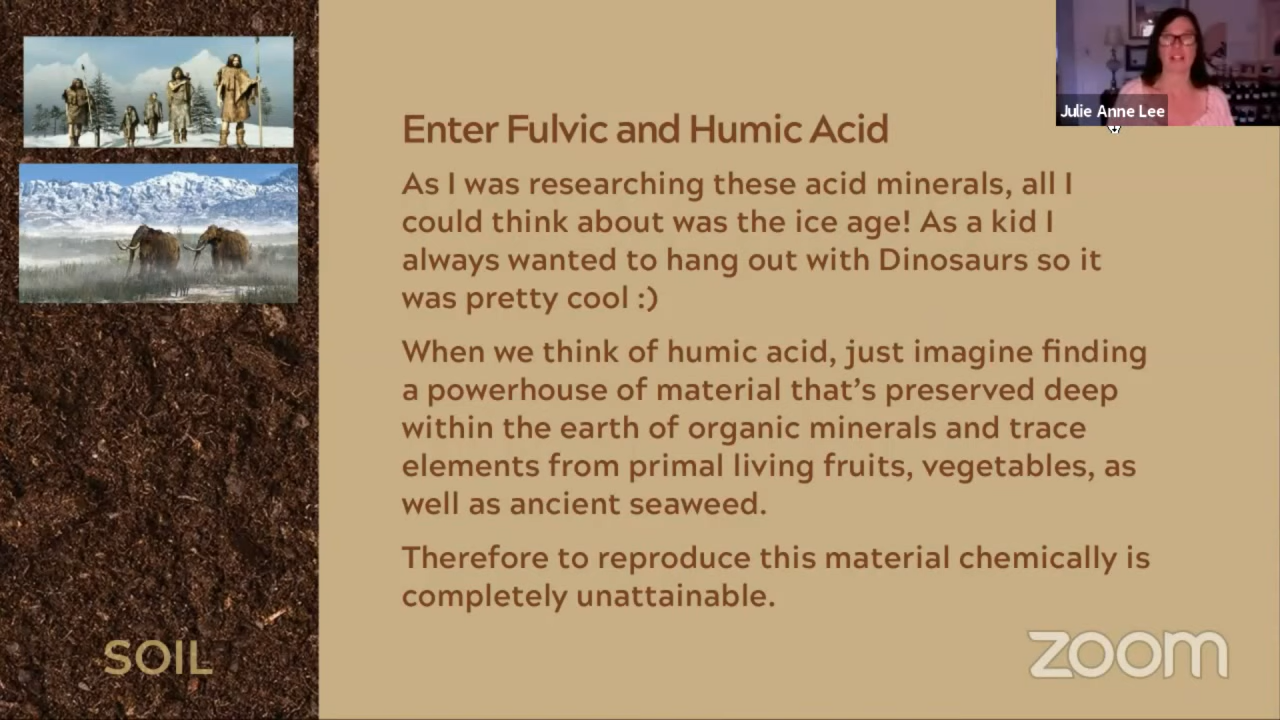 Julie Anne Lee
Enter Fulvic and Humic Acid
As I was researching these acid minerals, all I
could think about was the ice age! As a kid I
always wanted to hang out with Dinosaurs so it
was pretty cool :)
When we think of humic acid, just imagine finding
a powerhouse of material that’s preserved deep
within the earth of organic minerals and trace
elements from primal living fruits, vegetables, as
well as ancient seaweed.
Therefore to reproduce this material chemically is
completely unattainable.
SOIL
zoom